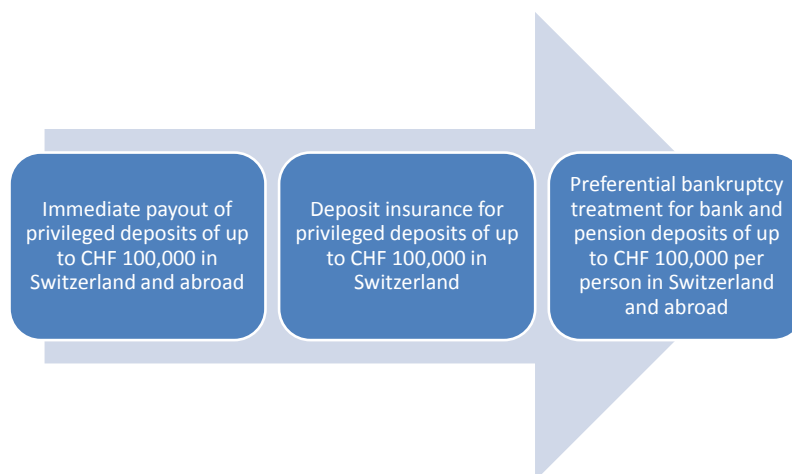 Immediate payout of
privileged deposits of up
to CHF 100,000 in
Switzerland and abroad
Deposit insurance for
privileged deposits of up
to CHF 100,000 in
Switzerland
Preferential bankruptcy
treatment for bank and
pension deposits of up
to CHF 100,000 per
person in Switzerland
and abroad